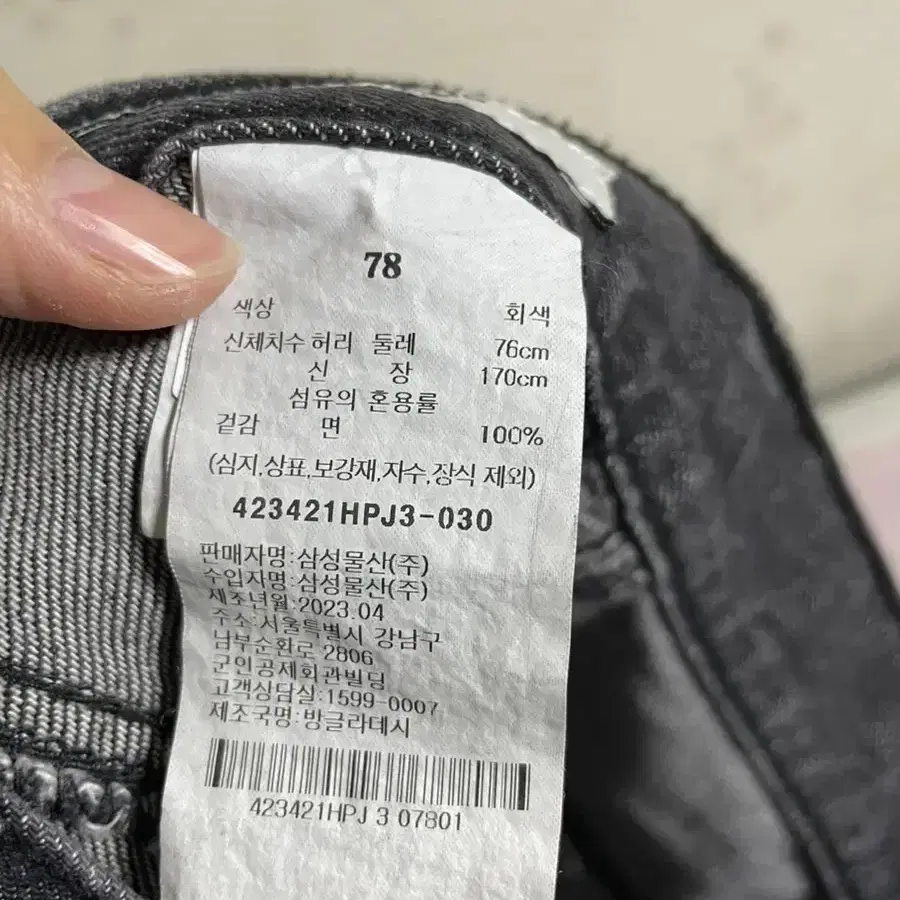 78
색상 회색
신체치수 허리 둘레 76cm
신 장 170cm
섬유의 혼용률
겉감 면 100%
(심지,상표,보강재,자수,장식 제외)
423421HPJ3-030
판매자명:삼성물산(주)
수입자명:삼성물산(주)
제조년월:2023.04
주소:서울특별시 강남구
남부순환로 2806
군인공제회관빌딩
고객상담실:1599-0007
제조국명:방글라데시
423421HPJ 3 07801